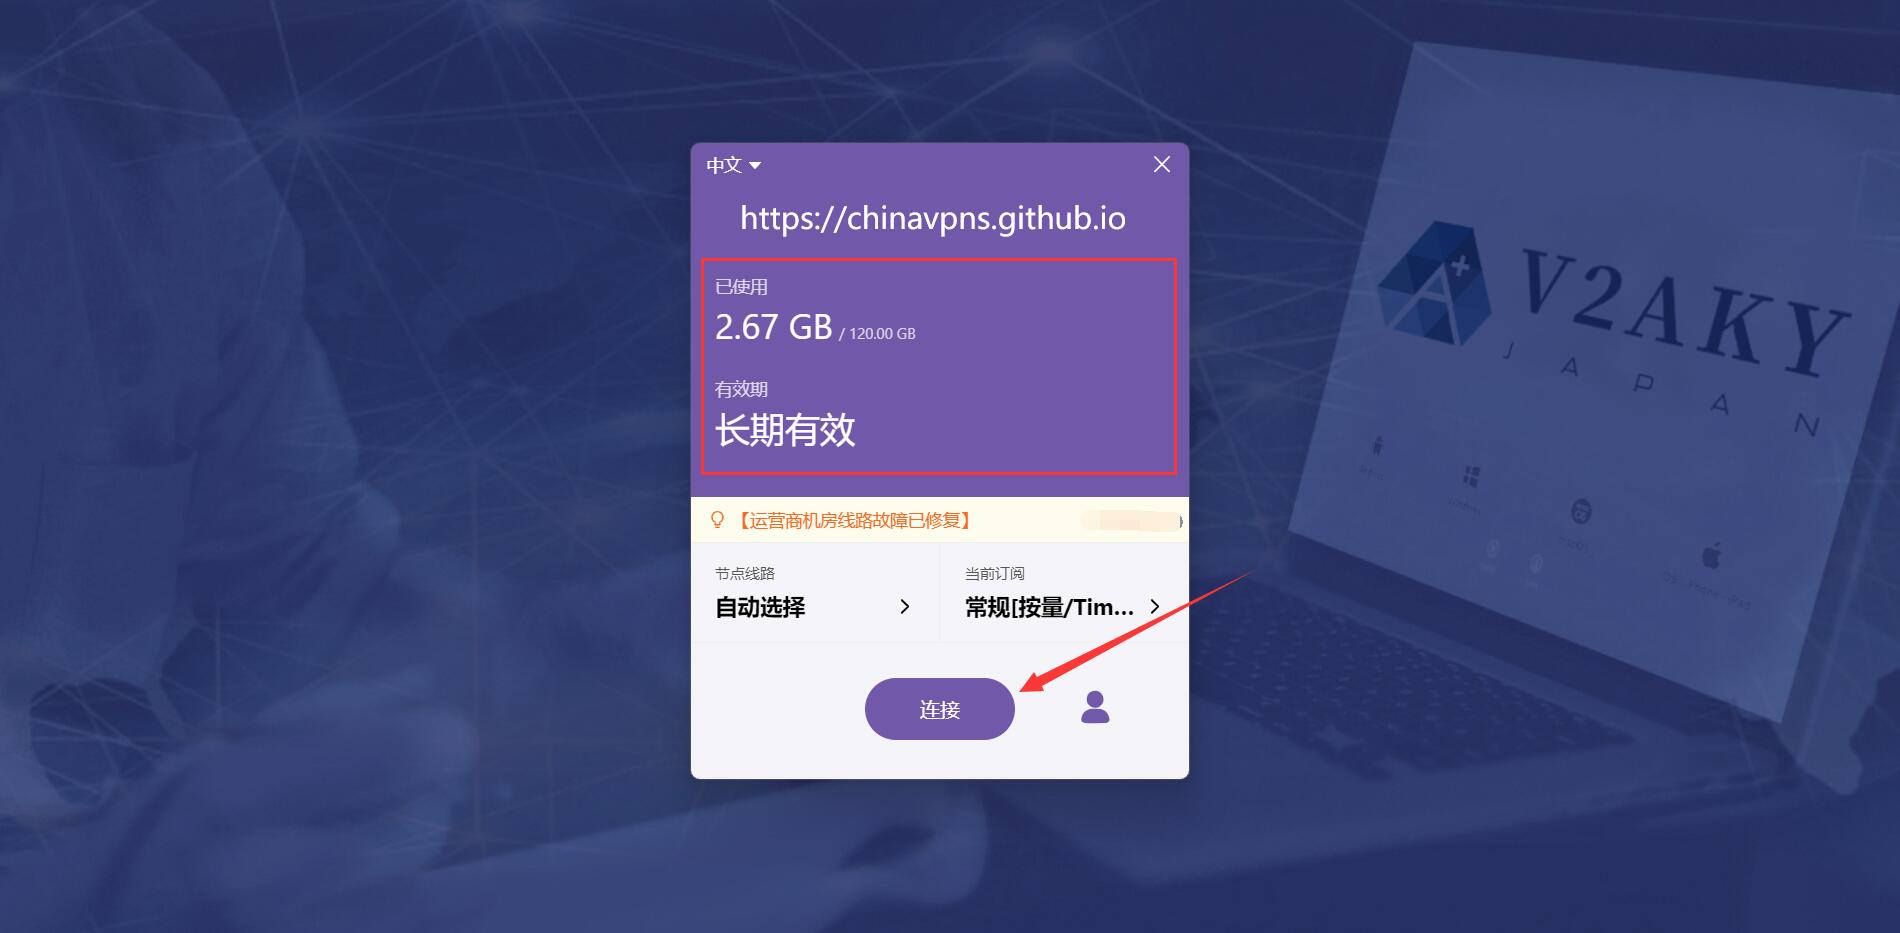 中文
https://chinavpns.github.io
已使用
2.67 GB / 120.00 GB
有效期
长期有效
【运营商机房线路故障已修复】
节点线路
自动选择
当前订阅
常规[按量/Tim...
连接
V2AKY
JAPAN